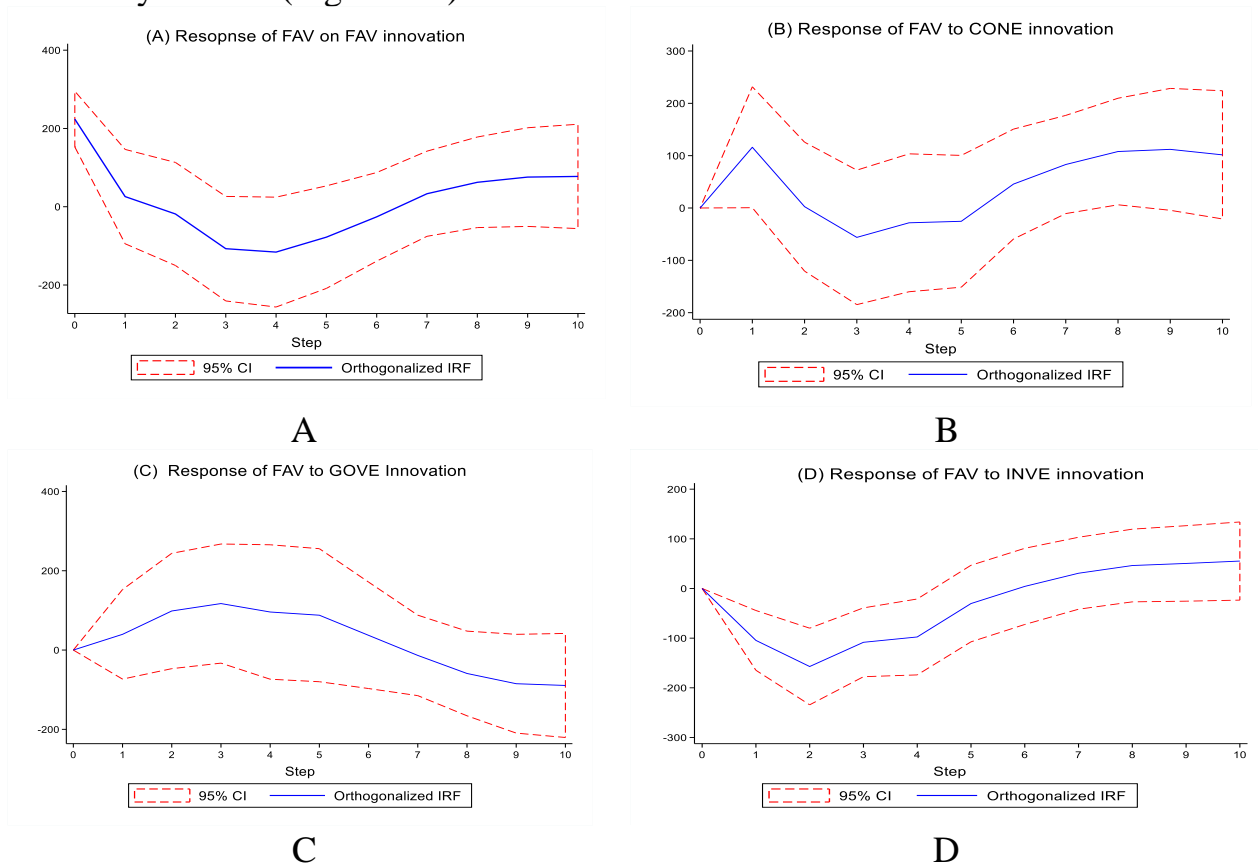 (A) Resopnse of FAV on FAV innovation
400
200
0
-200
0 1 2 3 4 5 6 7 8 9 10
Step
95% CI Orthogonalized IRF
A
(B) Response of FAV to CONE innovation
300
200
100
0
-100
-200
0 1 2 3 4 5 6 7 8 9 10
Step
95% CI Orthogonalized IRF
B
(C) Response of FAV to GOVE Innovation
400
200
0
-200
0 1 2 3 4 5 6 7 8 9 10
Step
95% CI Orthogonalized IRF
C
(D) Response of FAV to INVE innovation
200
100
0
-100
-200
-300
0 1 2 3 4 5 6 7 8 9 10
Step
95% CI Orthogonalized IRF
D